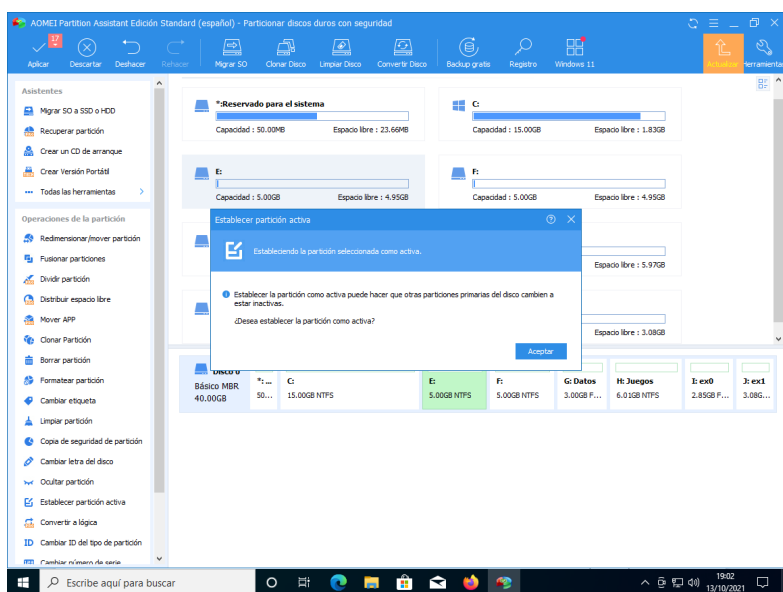 AOMEI Partition Assistant Edición Standard (español) - Particionar discos duros con seguridad
17
Aplicar Descartar Deshacer Rehacer Migrar SO Clonar Disco Limpiar Disco Convertir Disco Backup gratis Registro Windows 11 Actualizar Herramientas
Asistentes
Migrar SO a SSD o HDD
Recuperar partición
Crear un CD de arranque
Crear Versión Portátil
Todas las herramientas
Operaciones de la partición
Redimensionar/mover partición
Fusionar particiones
Dividir partición
Distribuir espacio libre
Mover APP
Clonar Partición
Borrar partición
Formatear partición
Cambiar etiqueta
Limpiar partición
Copia de seguridad de partición
Cambiar letra del disco
Ocultar partición
Establecer partición activa
Convertir a lógica
ID Cambiar ID del tipo de partición
Cambiar número de serie
*:Reservado para el sistema
Capacidad : 50.00MB Espacio libre : 23.66MB
C:
Capacidad : 15.00GB Espacio libre : 1.83GB
E:
Capacidad : 5.00GB Espacio libre : 4.95GB
F:
Capacidad : 5.00GB Espacio libre : 4.95GB
Espacio libre : 5.97GB
Espacio libre : 3.08GB
Establecer partición activa
Estableciendo la partición seleccionada como activa.
Establecer la partición como activa puede hacer que otras particiones primarias del disco cambien a
estar inactivas.
¿Desea establecer la partición como activa?
Aceptar
Disco 0
Básico MBR
40.00GB
*: ...
50...
C:
15.00GB NTFS
E:
5.00GB NTFS
F:
5.00GB NTFS
G: Datos
3.00GB F...
H: Juegos
6.01GB NTFS
I: ex0
2.85GB F...
J: ex1
3.08G...
Escribe aquí para buscar
19:02
13/10/2021